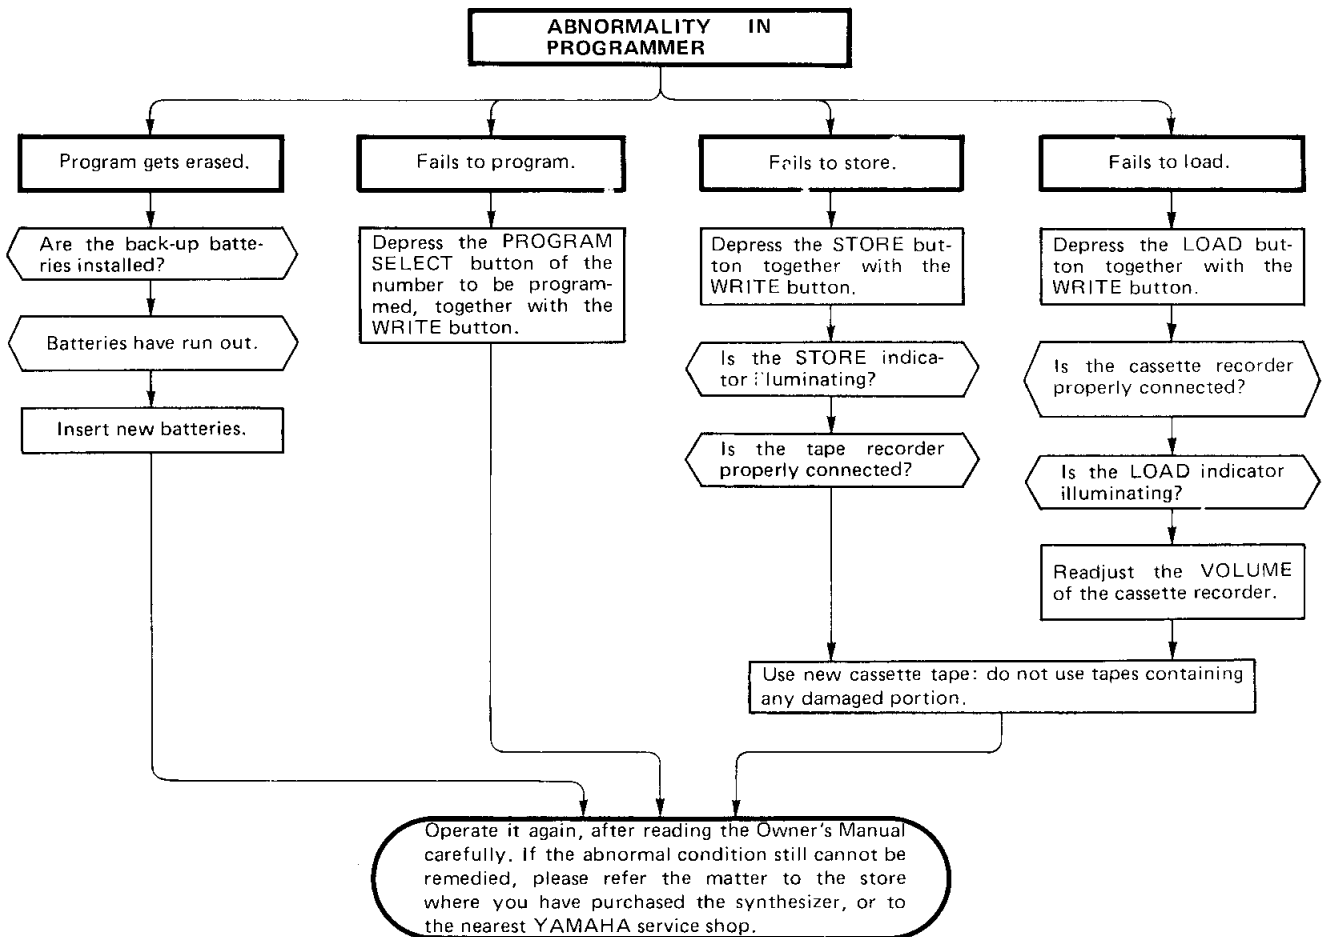 ABNORMALITY IN
PROGRAMMER
Program gets erased.
Are the back-up batte-
ries installed?
Batteries have run out.
Insert new batteries.
Fails to program.
Depress the PROGRAM
SELECT button of the
number to be program-
med, together with the
WRITE button.
Fails to store.
Depress the STORE but-
ton together with the
WRITE button.
Is the STORE indica-
tor illuminating?
Is the tape recorder
properly connected?
Fails to load.
Depress the LOAD but-
ton together with the
WRITE button.
Is the cassette recorder
properly connected?
Is the LOAD indicator
illuminating?
Readjust the VOLUME
of the cassette recorder.
Use new cassette tape: do not use tapes containing
any damaged portion.
Operate it again, after reading the Owner's Manual
carefully. If the abnormal condition still cannot be
remedied, please refer the matter to the store
where you have purchased the synthesizer, or to
the nearest YAMAHA service shop.